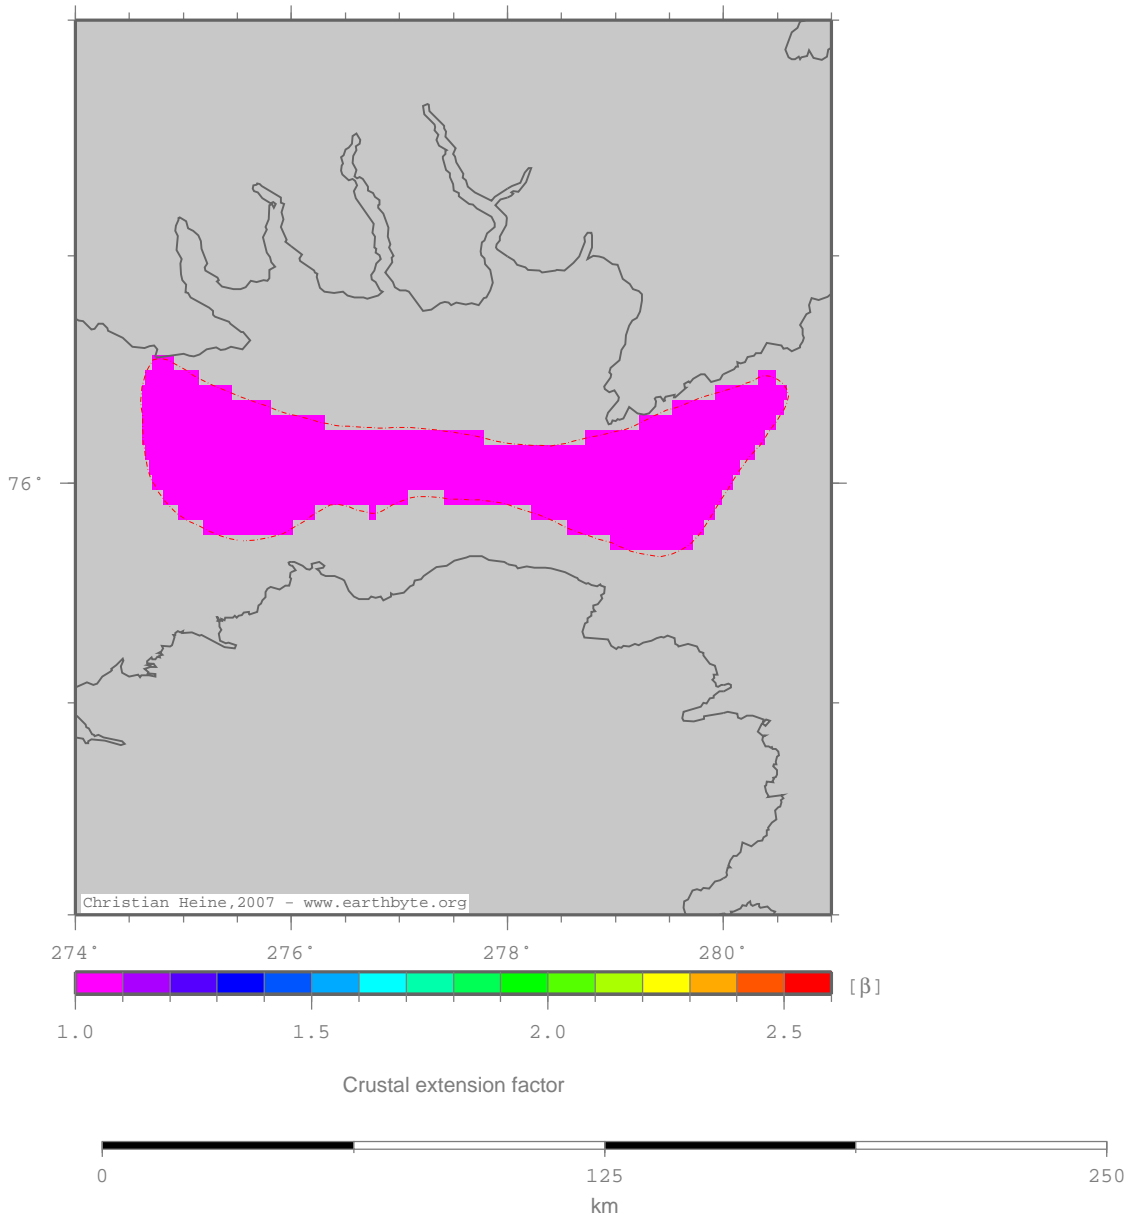 76°
Christian Heine,2007 - www.earthbyte.org
274° 276° 278° 280°
[β]
1.0 1.5 2.0 2.5
Crustal extension factor
0 125 250
km